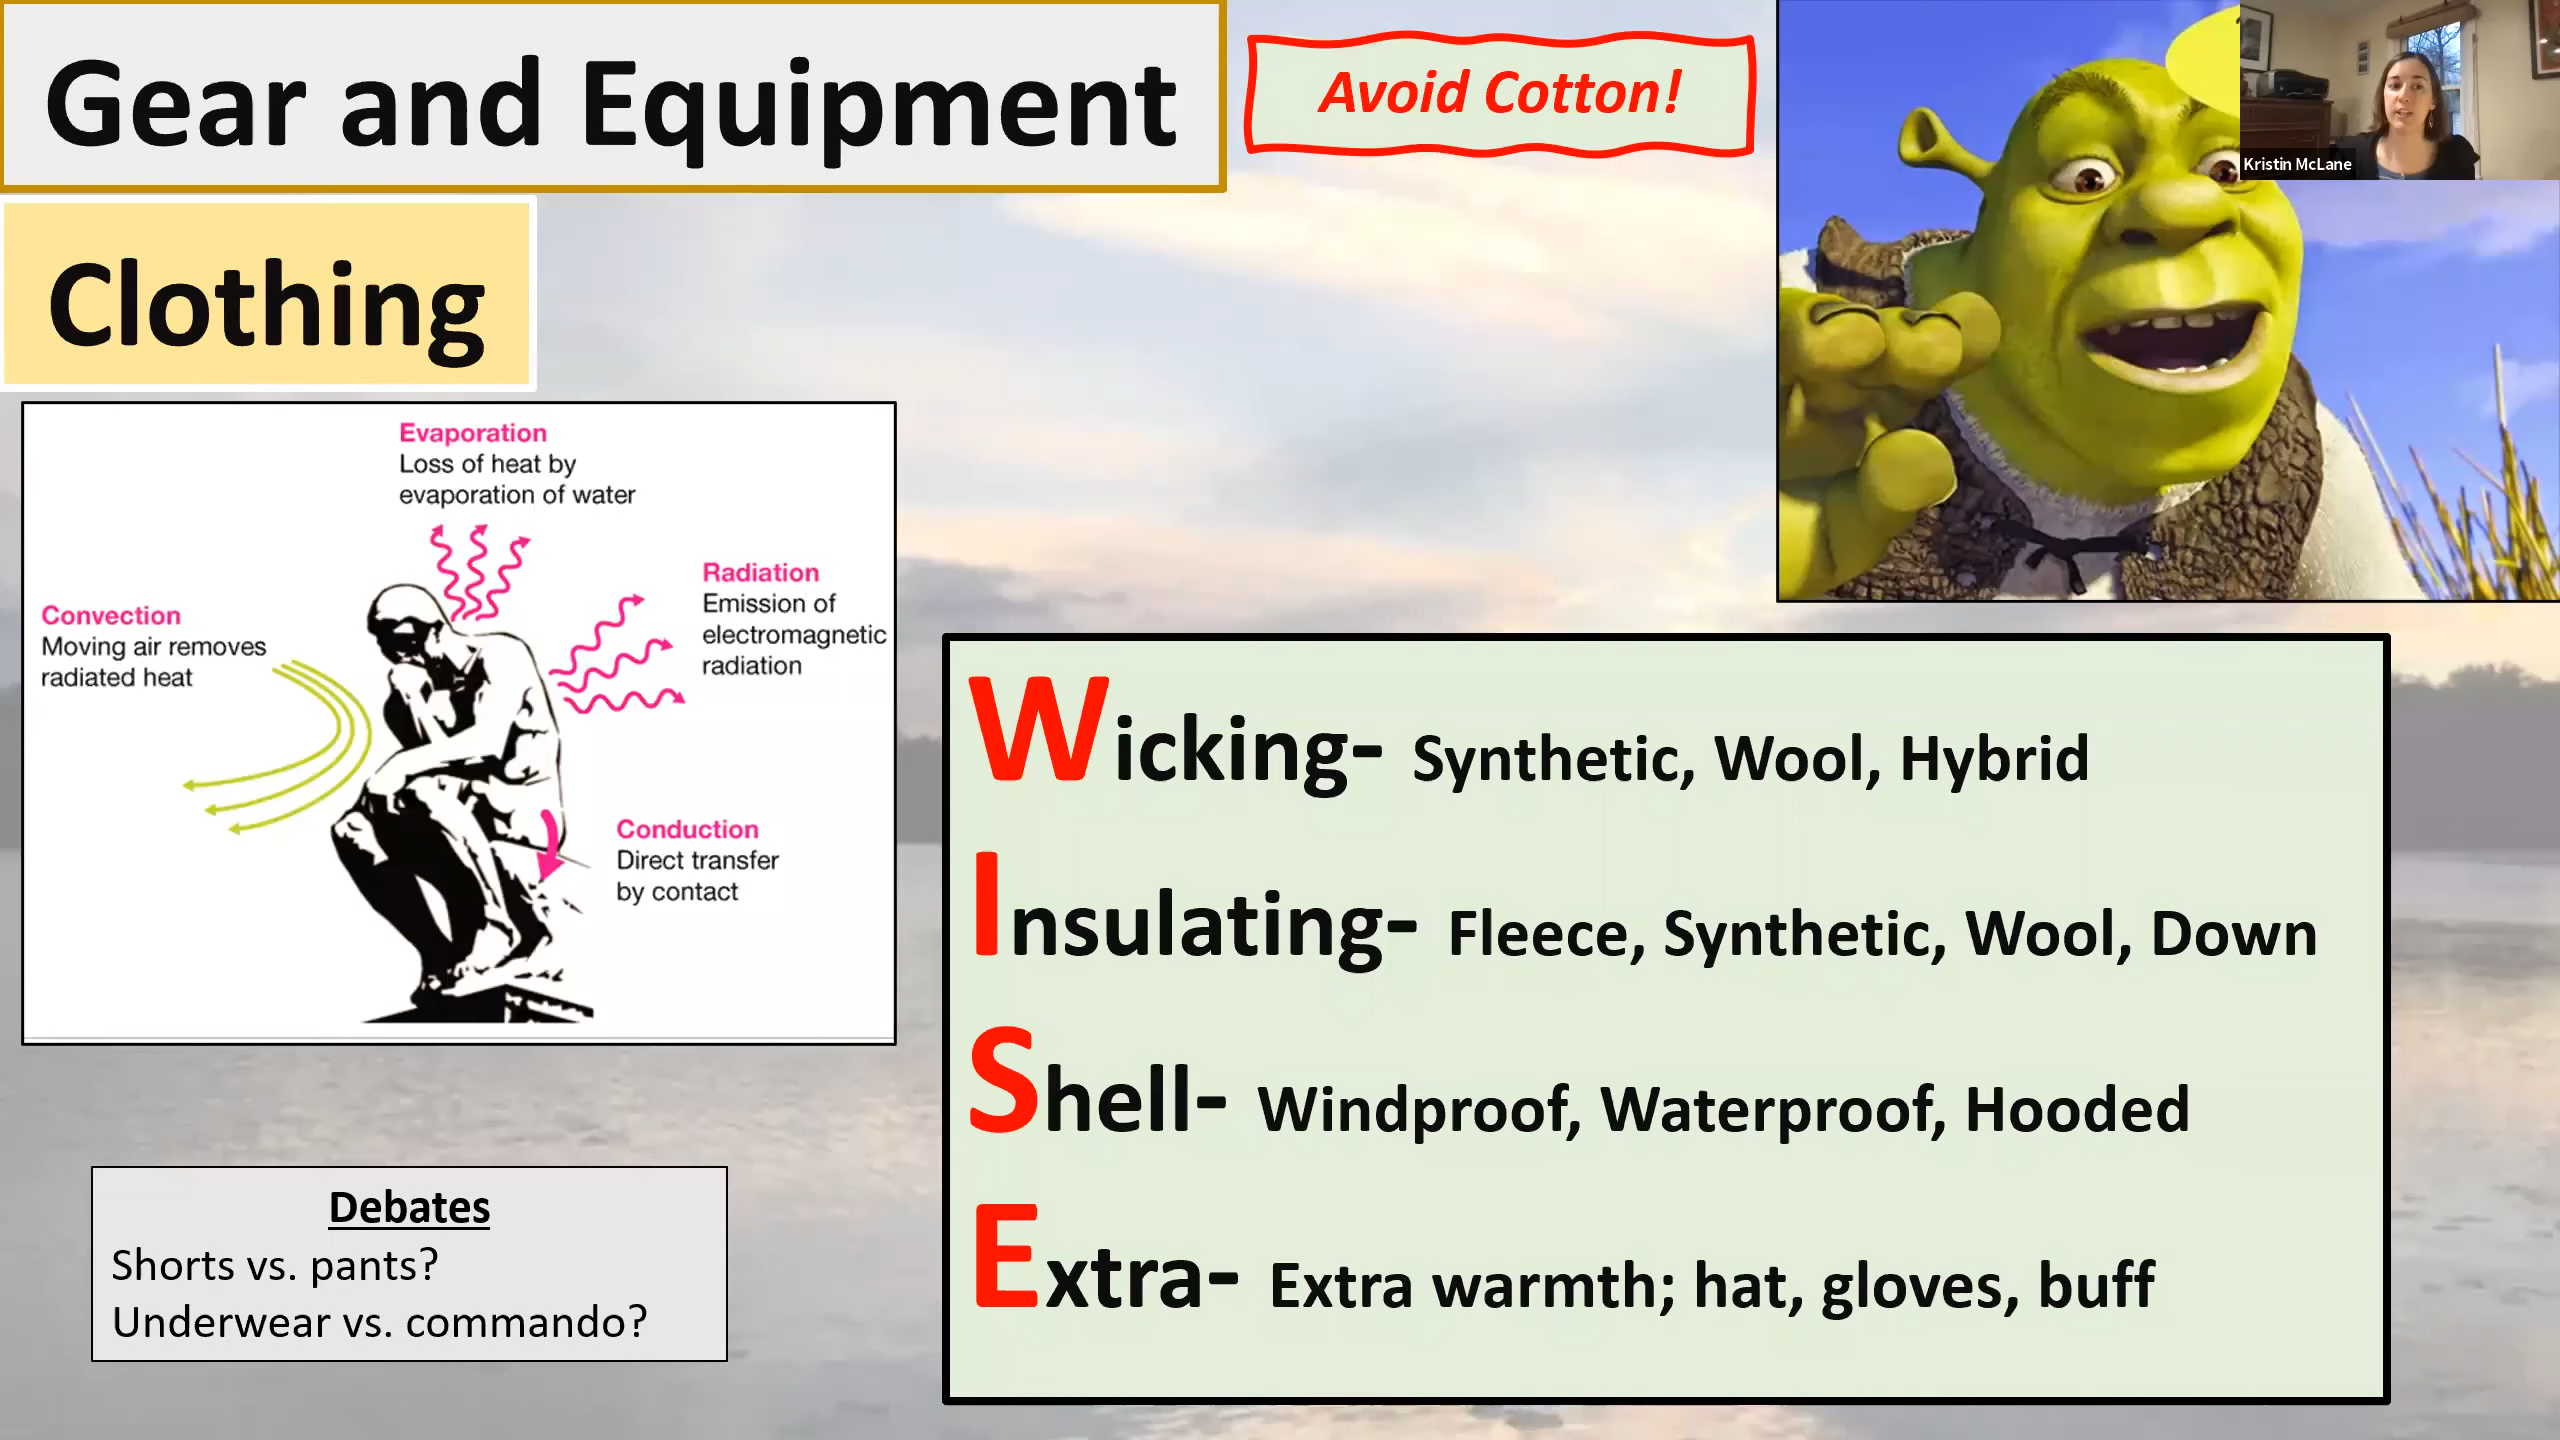 Gear and Equipment
Avoid Cotton!
Kristin McLane
Clothing
Evaporation
Loss of heat by
evaporation of water
Radiation
Emission of
electromagnetic
radiation
Convection
Moving air removes
radiated heat
Conduction
Direct transfer
by contact
Wicking- Synthetic, Wool, Hybrid
Insulating- Fleece, Synthetic, Wool, Down
Shell- Windproof, Waterproof, Hooded
Extra- Extra warmth; hat, gloves, buff
Debates
Shorts vs. pants?
Underwear vs. commando?